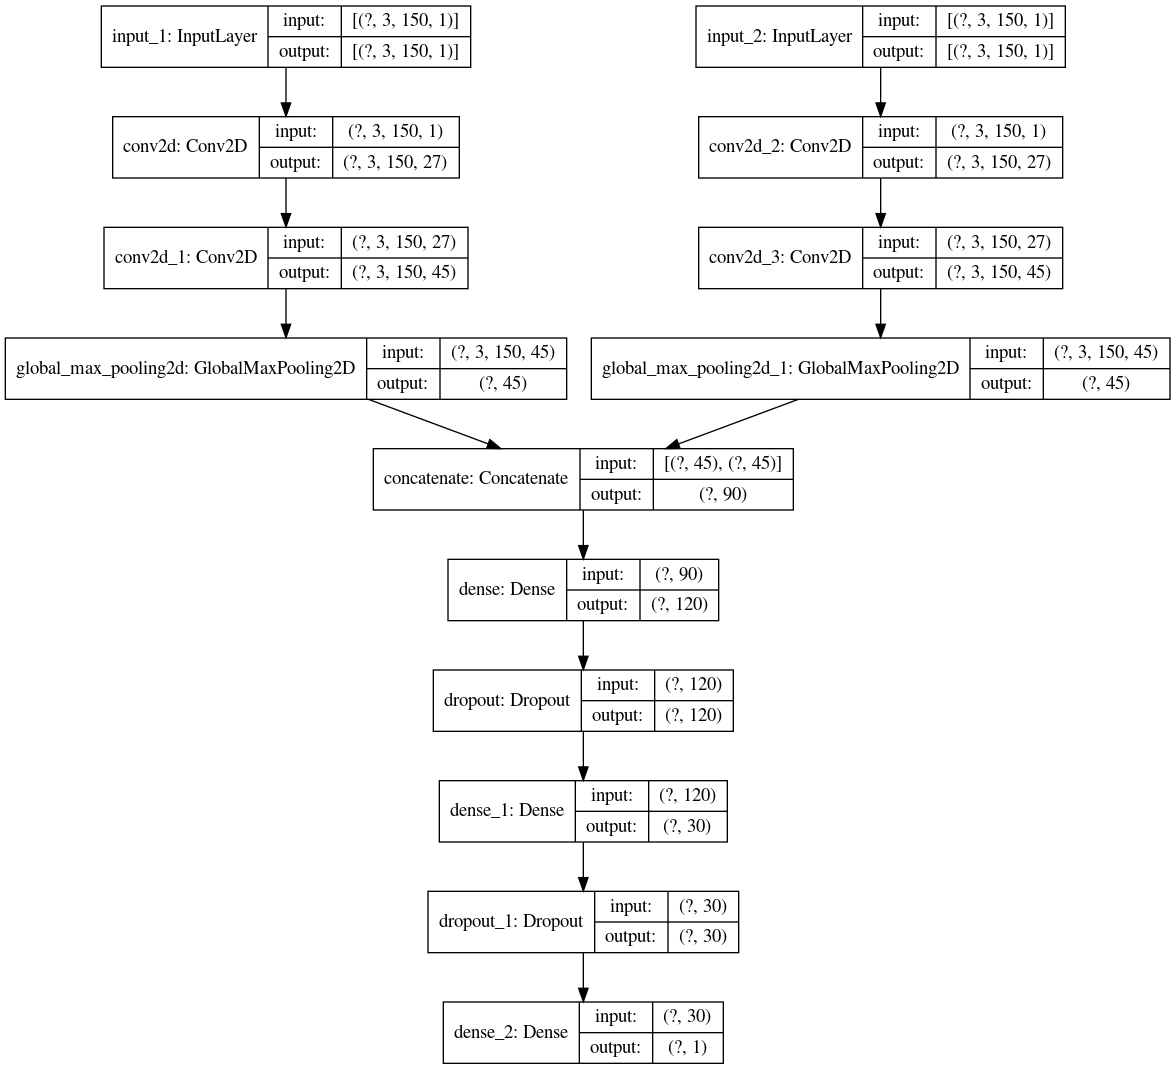 input_1: InputLayer
input:
[(?, 3, 150, 1)]
output:
[(?, 3, 150, 1)]
input_2: InputLayer
input:
[(?, 3, 150, 1)]
output:
[(?, 3, 150, 1)]
conv2d: Conv2D
input:
(?, 3, 150, 1)
output:
(?, 3, 150, 27)
conv2d_2: Conv2D
input:
(?, 3, 150, 1)
output:
(?, 3, 150, 27)
conv2d_1: Conv2D
input:
(?, 3, 150, 27)
output:
(?, 3, 150, 45)
conv2d_3: Conv2D
input:
(?, 3, 150, 27)
output:
(?, 3, 150, 45)
global_max_pooling2d: GlobalMaxPooling2D
input:
(?, 3, 150, 45)
output:
(?, 45)
global_max_pooling2d_1: GlobalMaxPooling2D
input:
(?, 3, 150, 45)
output:
(?, 45)
concatenate: Concatenate
input:
[(?, 45), (?, 45)]
output:
(?, 90)
dense: Dense
input:
(?, 90)
output:
(?, 120)
dropout: Dropout
input:
(?, 120)
output:
(?, 120)
dense_1: Dense
input:
(?, 120)
output:
(?, 30)
dropout_1: Dropout
input:
(?, 30)
output:
(?, 30)
dense_2: Dense
input:
(?, 30)
output:
(?, 1)